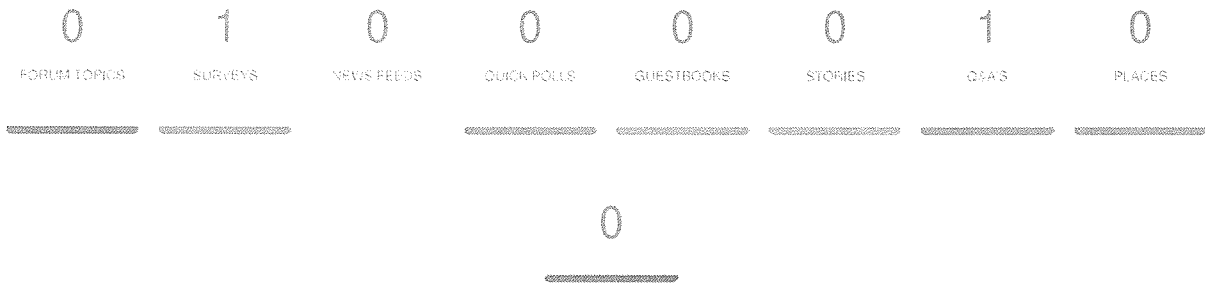 0 1 0 0 0 0 1 0
FORUM TOPICS SURVEYS NEWS FEEDS QUICK POLLS GUESTBOOKS STORIES Q&A'S PLACES
0